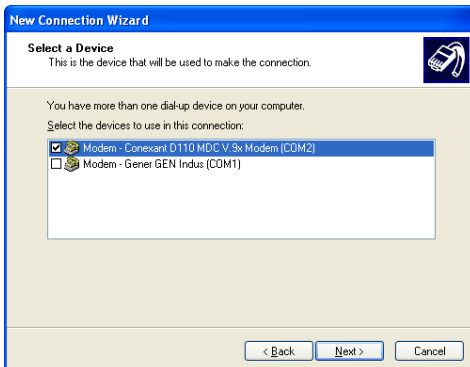 New Connection Wizard
Select a Device
This is the device that will be used to make the connection.
You have more than one dial-up device on your computer.
Select the devices to use in this connection:
Modem - Conexant D110 MDC V.9x Modem (COM2)
Modem - Gener GEN Indus (COM1)
< Back Next > Cancel